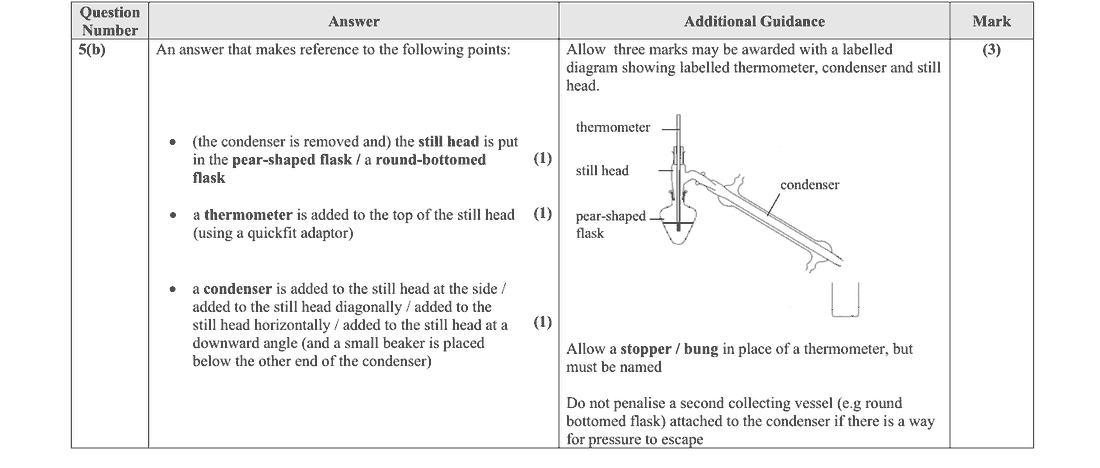 Question Number
Answer
Additional Guidance
Mark
5(b)
An answer that makes reference to the following points:
• (the condenser is removed and) the still head is put
in the pear-shaped flask / a round-bottomed
flask
(1)
• a thermometer is added to the top of the still head
(using a quickfit adaptor)
(1)
• a condenser is added to the still head at the side /
added to the still head diagonally / added to the
still head horizontally / added to the still head at a
downward angle (and a small beaker is placed
below the other end of the condenser)
(1)
Allow three marks may be awarded with a labelled
diagram showing labelled thermometer, condenser and still
head.
thermometer
still head
condenser
pear-shaped
flask
Allow a stopper / bung in place of a thermometer, but
must be named
Do not penalise a second collecting vessel (e.g round
bottomed flask) attached to the condenser if there is a way
for pressure to escape
(3)